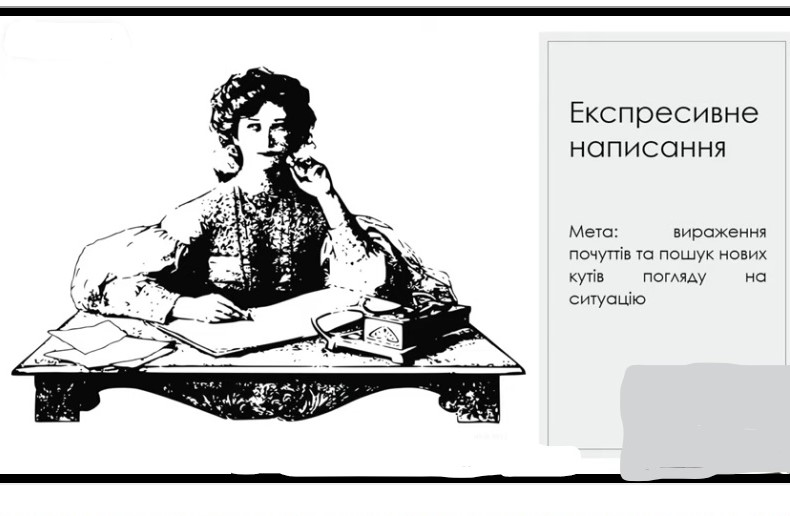 Експресивне
написання
Мета: вираження
почуттів та пошук нових
кутів погляду на
ситуацію